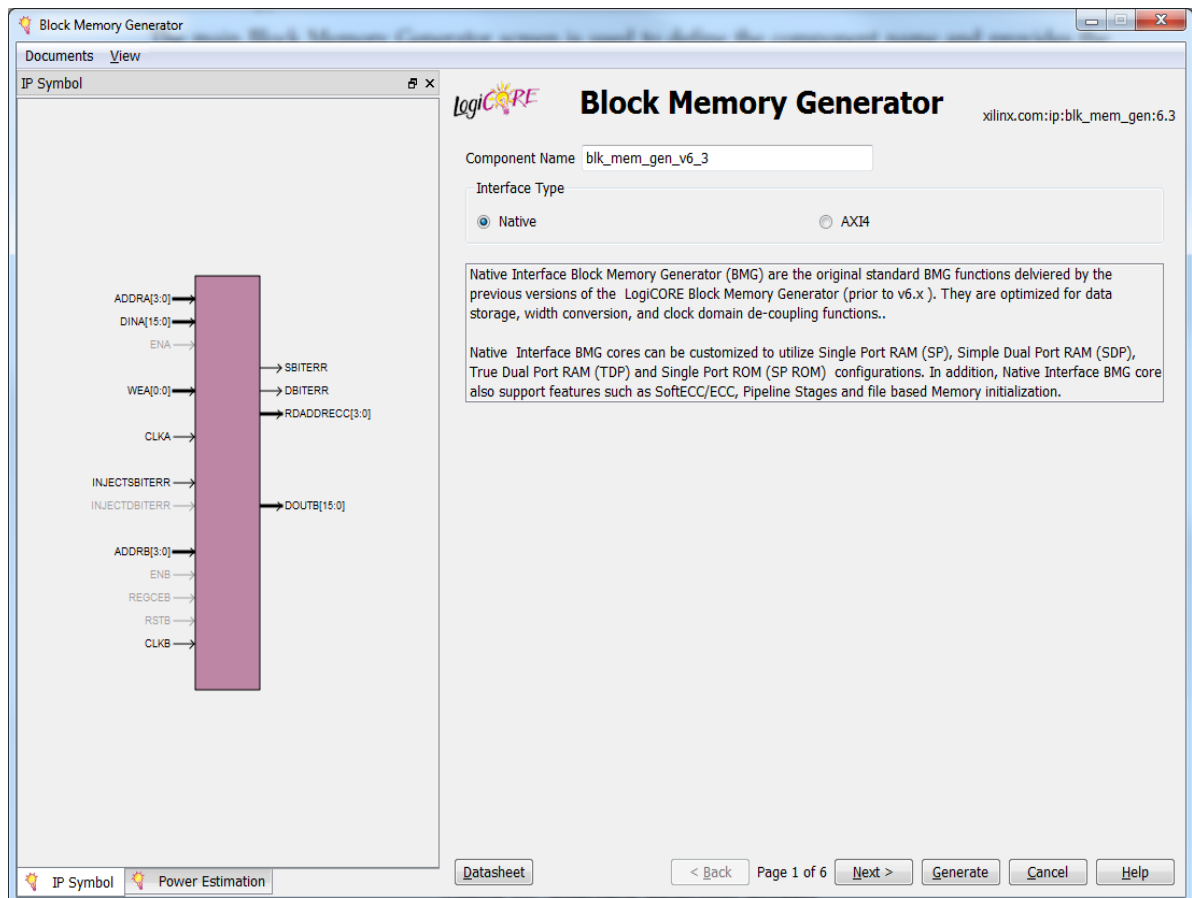 Block Memory Generator
Documents View
IP Symbol
ADDRA[3:0]
DINA[15:0]
ENA
WEA[0:0]
CLKA
INJECTSBITERR
INJECTDBITERR
ADDRB[3:0]
ENB
REGCEB
RSTB
CLKB
SBITERR
DBITERR
RDADDRECC[3:0]
DOUTB[15:0]
IP Symbol Power Estimation
logiCORE Block Memory Generator xilinx.com:ip:blk_mem_gen:6.3
Component Name blk_mem_gen_v6_3
Interface Type
Native AXI4
Native Interface Block Memory Generator (BMG) are the original standard BMG functions delviered by the
previous versions of the LogiCORE Block Memory Generator (prior to v6.x ). They are optimized for data
storage, width conversion, and clock domain de-coupling functions..
Native Interface BMG cores can be customized to utilize Single Port RAM (SP), Simple Dual Port RAM (SDP),
True Dual Port RAM (TDP) and Single Port ROM (SP ROM) configurations. In addition, Native Interface BMG core
also support features such as SoftECC/ECC, Pipeline Stages and file based Memory initialization.
Datasheet < Back Page 1 of 6 Next > Generate Cancel Help